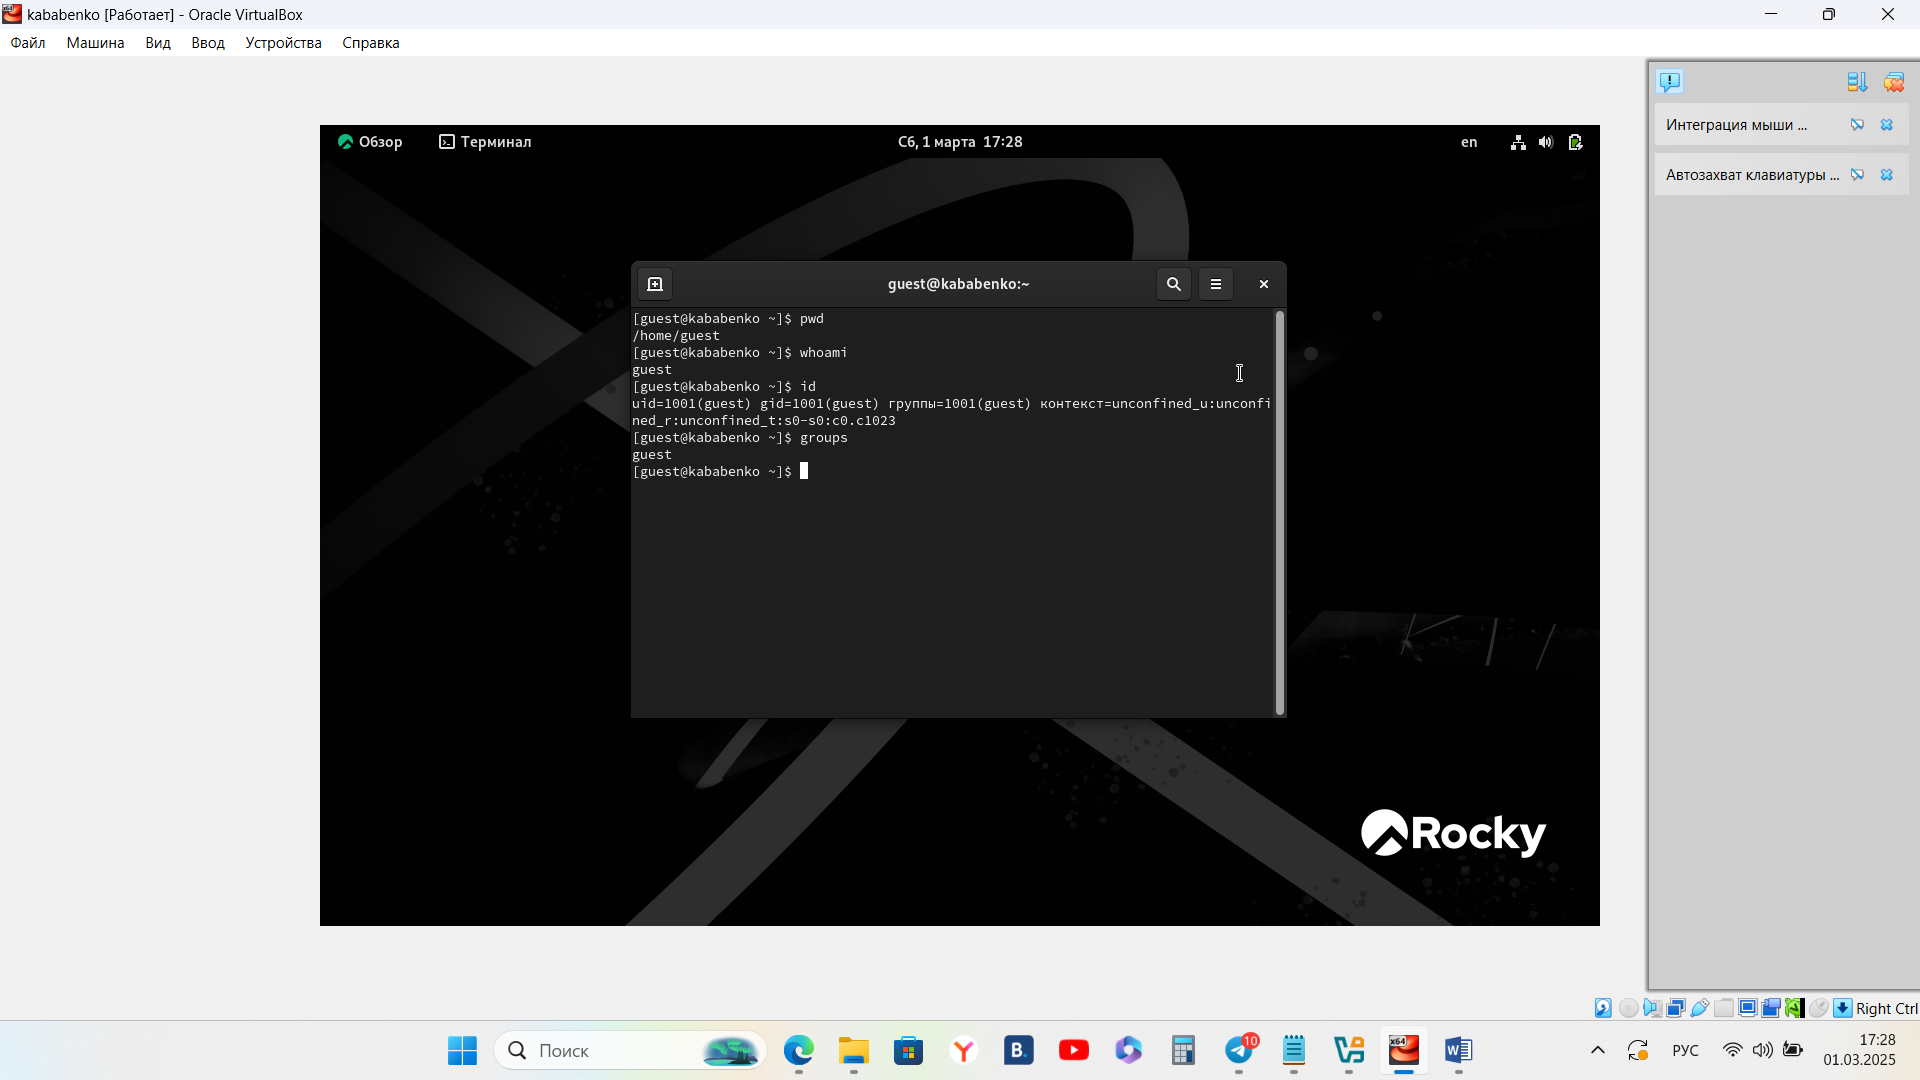 kababenko [Работает] - Oracle VirtualBox
Файл Машина Вид Ввод Устройства Справка
Интеграция мыши ...
Автозахват клавиатуры ...
Обзор Терминал Сб, 1 марта 17:28 en
guest@kababenko:~
[guest@kababenko ~]$ pwd
/home/guest
[guest@kababenko ~]$ whoami
guest
[guest@kababenko ~]$ id
uid=1001(guest) gid=1001(guest) группы=1001(guest) контекст=unconfined_u:unconfi
ned_r:unconfined_t:s0-s0:c0.c1023
[guest@kababenko ~]$ groups
guest
[guest@kababenko ~]$
Rocky
Right Ctrl
Поиск
B.
10
x64
РУС
17:28
01.03.2025